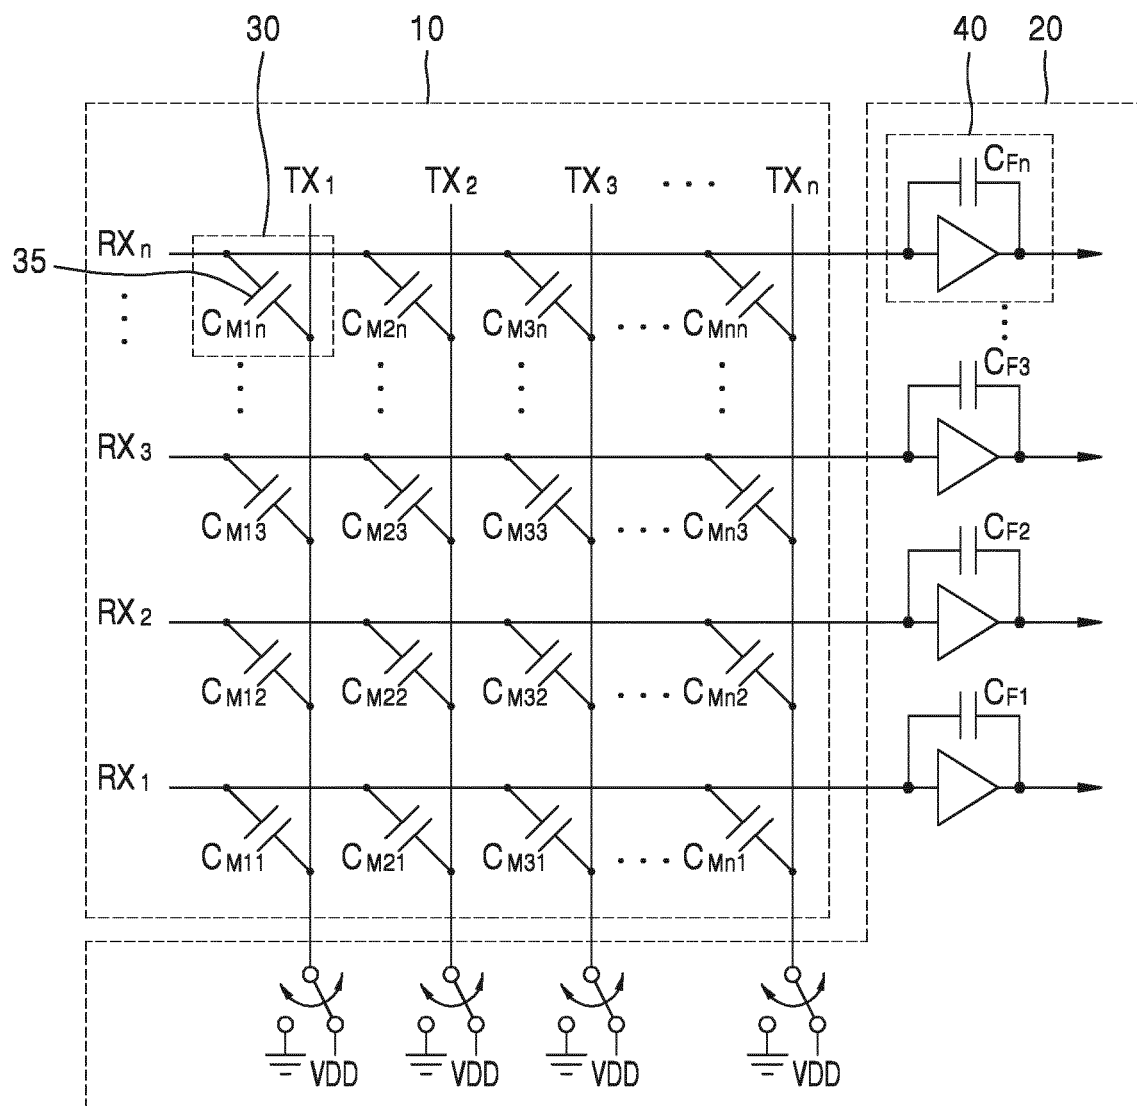 30 10 40 20
TX1 TX2 TX3 ··· TXn CFn
RXn
35
CM1n CM2n CM3n ··· CMnn
CF3
RX3
CM13 CM23 CM33 ··· CMn3
CF2
RX2
CM12 CM22 CM32 ··· CMn2
CF1
RX1
CM11 CM21 CM31 ··· CMn1
VDD VDD VDD VDD